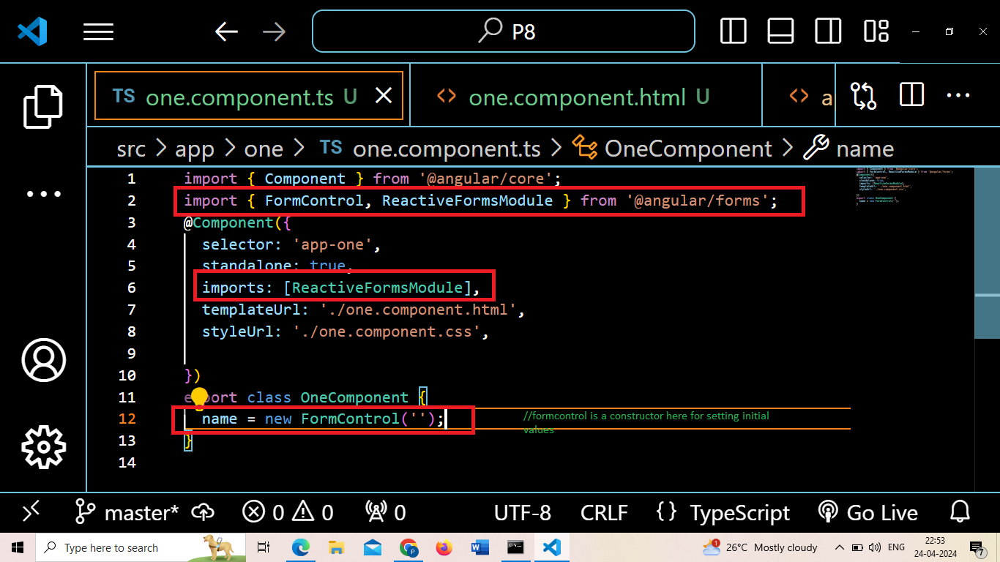 P8
TS one.component.ts U
<> one.component.html U
<> a
src > app > one > TS one.component.ts > OneComponent > name
1 import { Component } from '@angular/core';
2 import { FormControl, ReactiveFormsModule } from '@angular/forms';
3 @Component({
4 selector: 'app-one',
5 standalone: true,
6 imports: [ReactiveFormsModule],
7 templateUrl: './one.component.html',
8 styleUrl: './one.component.css',
9
10 })
11 export class OneComponent {
12 name = new FormControl('');
//formcontrol is a constructor here for setting initial
values
13 }
14
master* 0 0 0 UTF-8 CRLF {} TypeScript Go Live
Type here to search
26°C Mostly cloudy ENG
22:53
24-04-2024
7